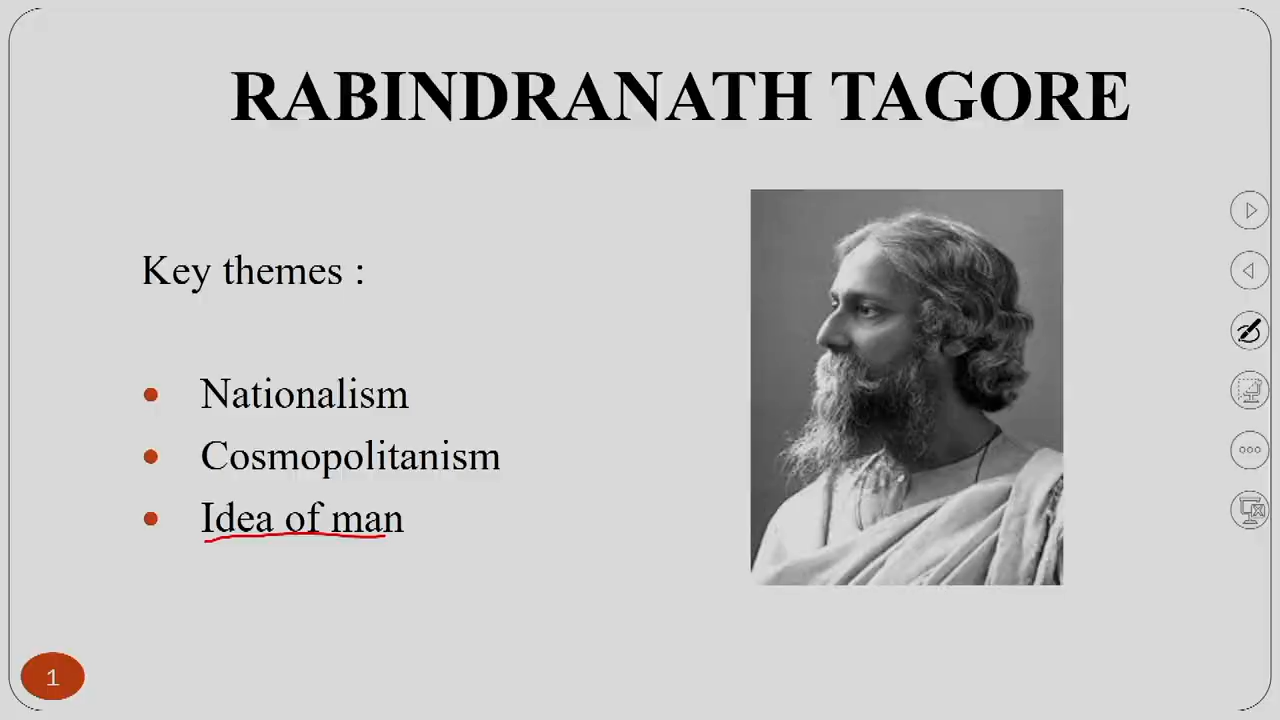 RABINDRANATH TAGORE
Key themes :
Nationalism
Cosmopolitanism
Idea of man
1